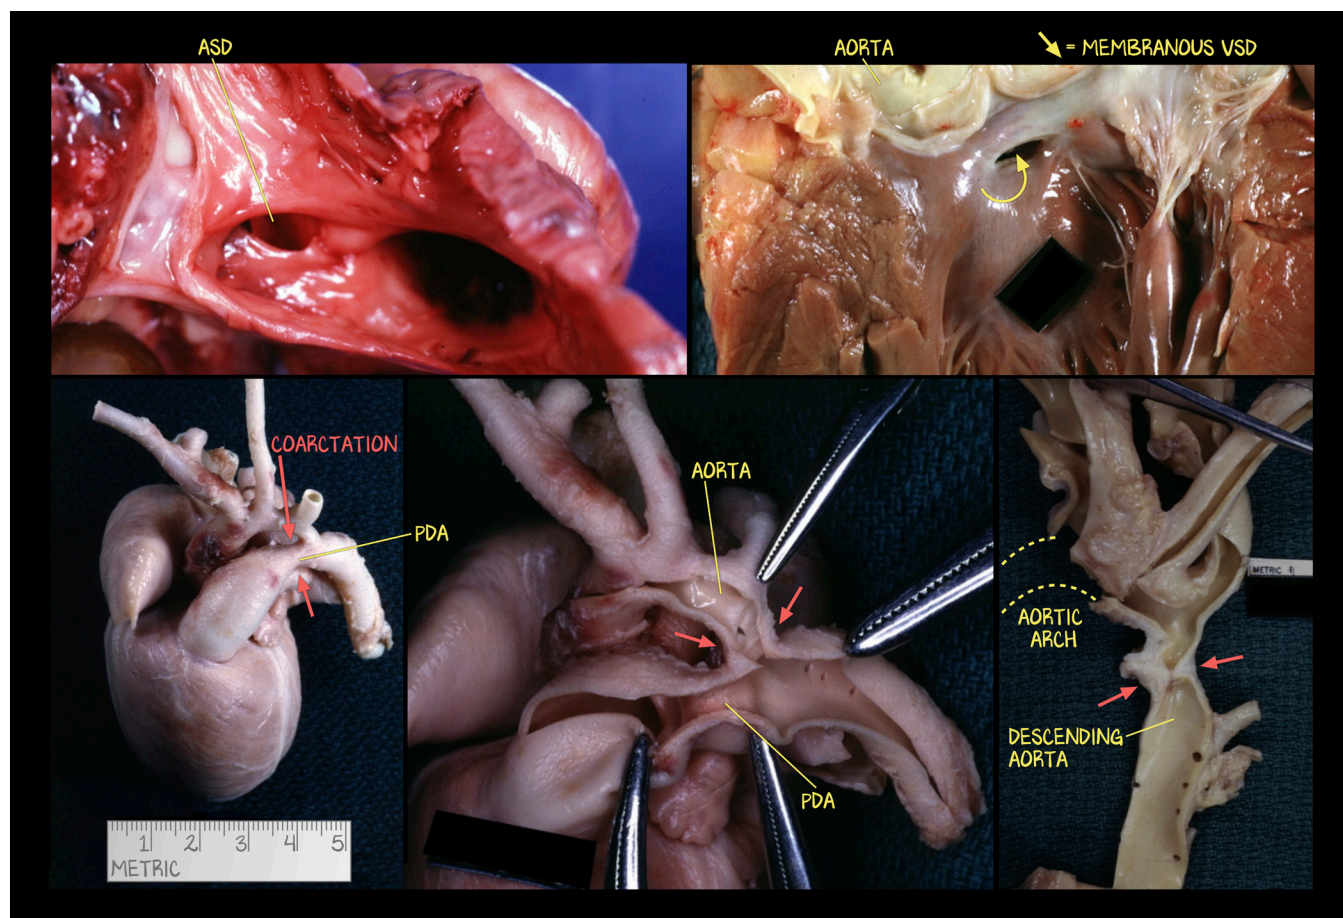 ASD
AORTA
= MEMBRANOUS VSD
COARCTATION
PDA
1 2 3 4 5
METRIC
AORTA
PDA
METRIC 1
AORTIC
ARCH
DESCENDING
AORTA